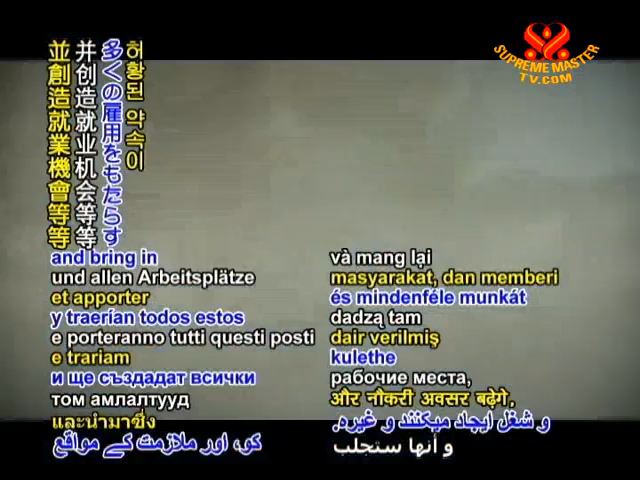 SUPREME MASTER
TV.COM
並創造就業機會等等
并创造就业机会等等
多くの雇用をもたらす
허황된 약속이
and bring in
und allen Arbeitsplätze
et apporter
y traerían todos estos
e porteranno tutti questi posti
e trariam
и ще създадат всички
том амлалтууд
และนำมาซึ่ง
کو، اور ملازمت کے مواقع
và mang lại
masyarakat, dan memberi
és mindenféle munkát
dadzą tam
dair verilmiş
kulethe
рабочие места,
और नौकरी अवसर बढ़ेगे.
و شغل ایجاد میکنند و غیره.
و أنها ستجلب